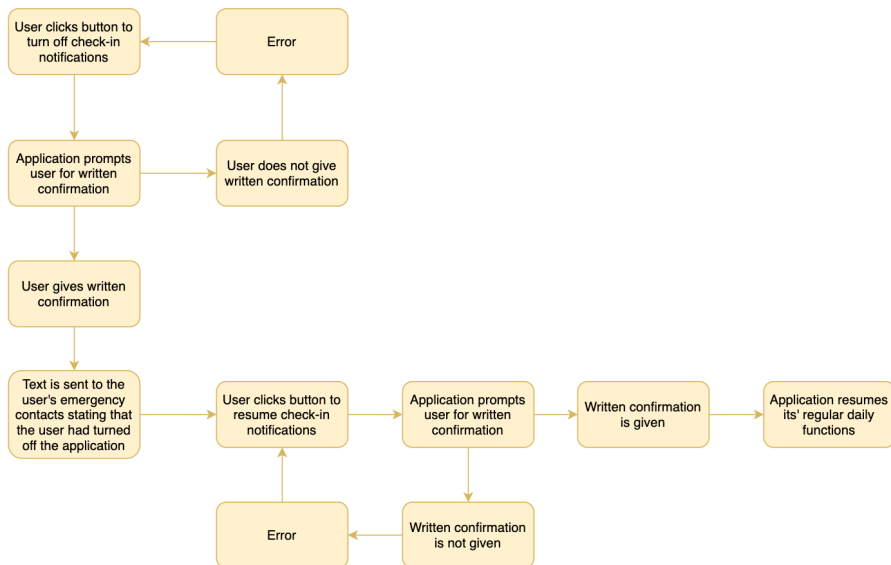 User clicks button to
turn off check-in
notifications
Error
Application prompts
user for written
confirmation
User does not give
written confirmation
User gives written
confirmation
Text is sent to the
user's emergency
contacts stating that
the user had turned
off the application
User clicks button to
resume check-in
notifications
Application prompts
user for written
confirmation
Written confirmation
is given
Application resumes
its' regular daily
functions
Error
Written confirmation
is not given